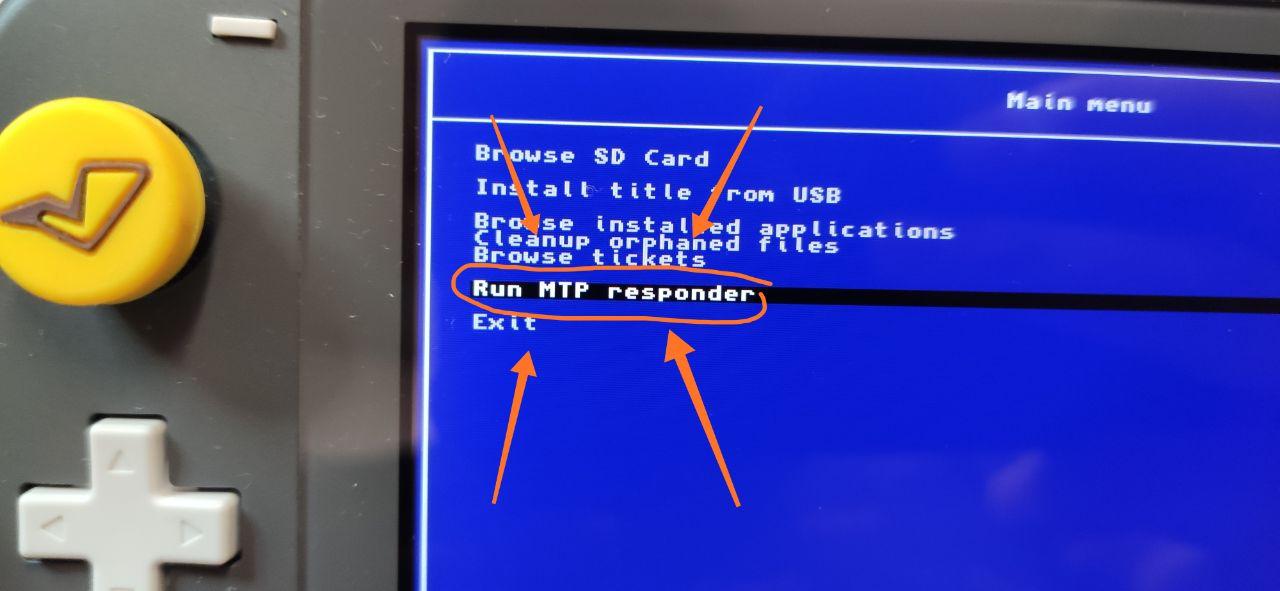 Main menu
Browse SD Card
Install title from USB
Browse installed applications
Cleanup orphaned files
Browse tickets
Run MTP responder
Exit